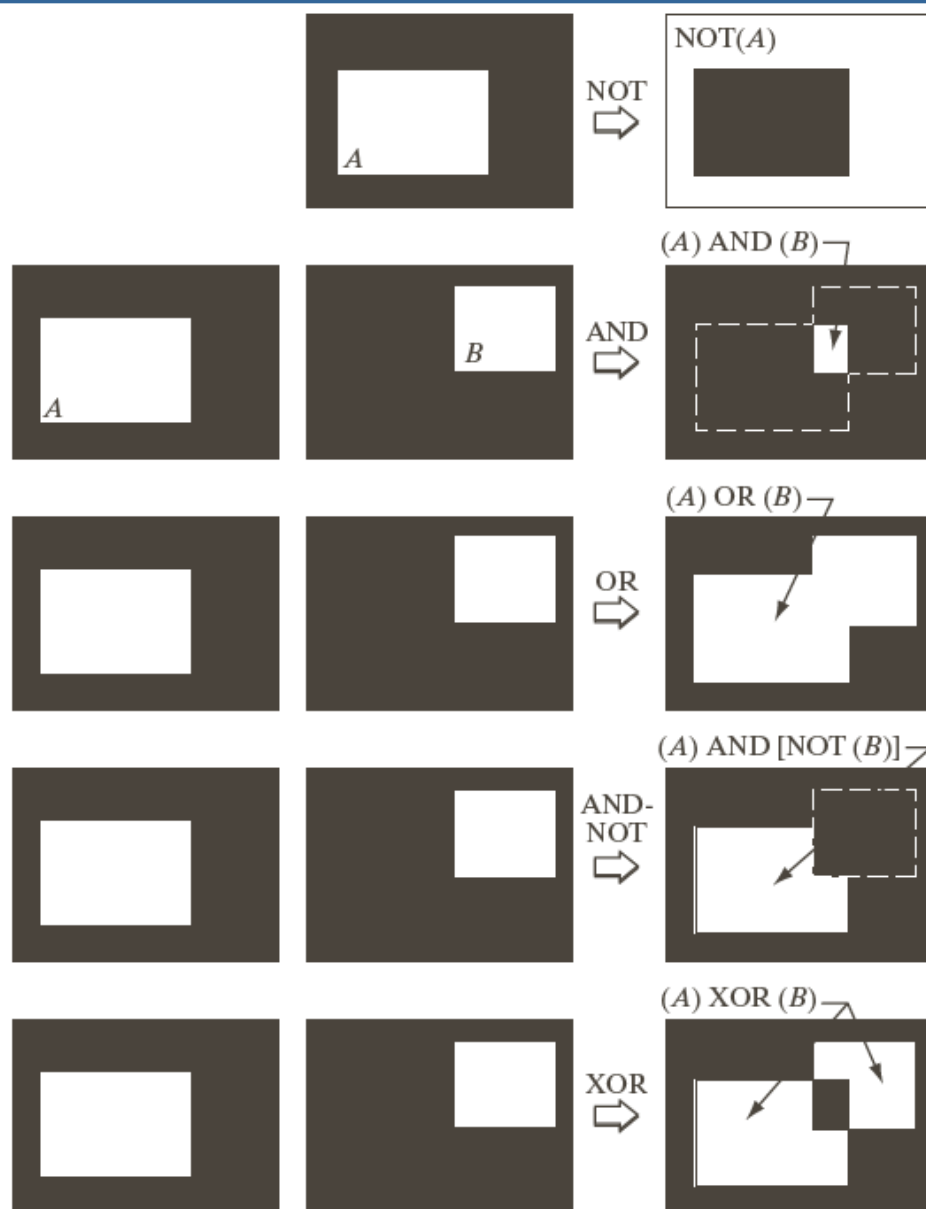 NOT(A)
NOT
A
(A) AND (B)
A
B
AND
(A) OR (B)
OR
(A) AND [NOT (B)]
AND-
NOT
(A) XOR (B)
XOR